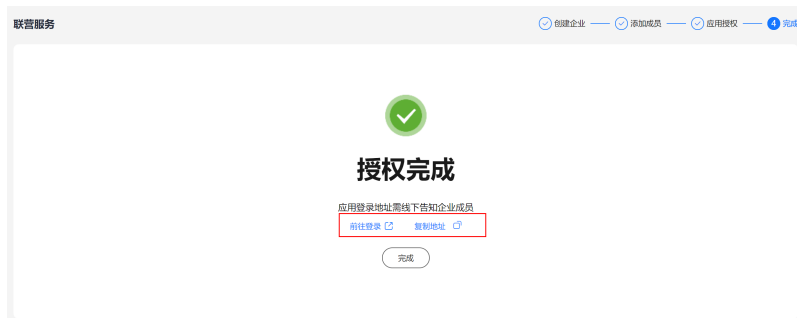 联营服务
创建企业 添加成员 应用授权 4 完成
授权完成
应用登录地址需线下告知企业成员
前往登录 复制地址
完成